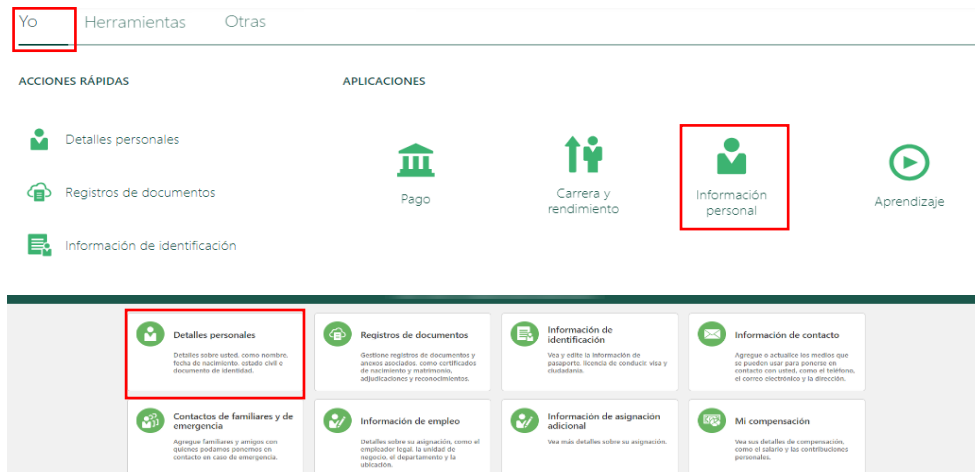 Yo Herramientas Otras
ACCIONES RÁPIDAS
APLICACIONES
Detalles personales
Registros de documentos
Información de identificación
Pago
Carrera y
rendimiento
Información
personal
Aprendizaje
Detalles personales
Detalles sobre usted, como nombre,
fecha de nacimiento, estado civil e
documento de identidad.
Registros de documentos
Gestione registros de documentos y
anexos asociados, como certificados
de nacimiento y matrimonio,
adjudicaciones y reconocimientos.
Información de
identificación
Vea y edite la información de
pasaporte, licencia de conducir, visa y
ciudadanía.
Información de contacto
Agregue o actualice los medios que
se pueden usar para ponerse en
contacto con usted, como el teléfono,
el correo electrónico y la dirección.
Contactos de familiares y de
emergencia
Agregue familiares y amigos con
quienes podamos ponernos en
contacto en caso de emergencia.
Información de empleo
Detalles sobre su asignación, como el
empleador legal, la unidad de
negocio, el departamento y la
ubicación.
Información de asignación
adicional
Vea más detalles sobre su asignación.
Mi compensación
Vea sus detalles de compensación,
como el salario y las contribuciones
personales.